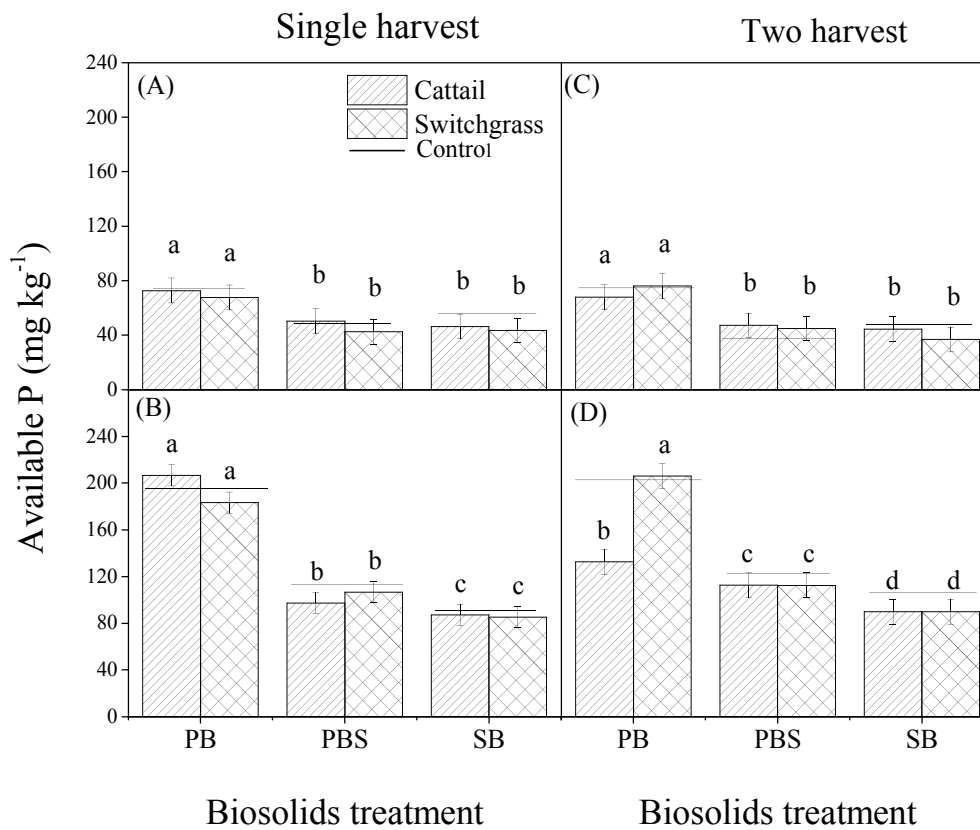 Single harvest
Two harvest
Available P (mg kg⁻¹)
240
200
160
120
80
40
0
(A)
Cattail
Switchgrass
Control
a
a
b
b
b
b
(C)
a
a
b
b
b
b
240
200
160
120
80
40
0
(B)
a
a
b
b
c
c
(D)
b
a
c
c
d
d
PB
PBS
SB
PB
PBS
SB
Biosolids treatment
Biosolids treatment